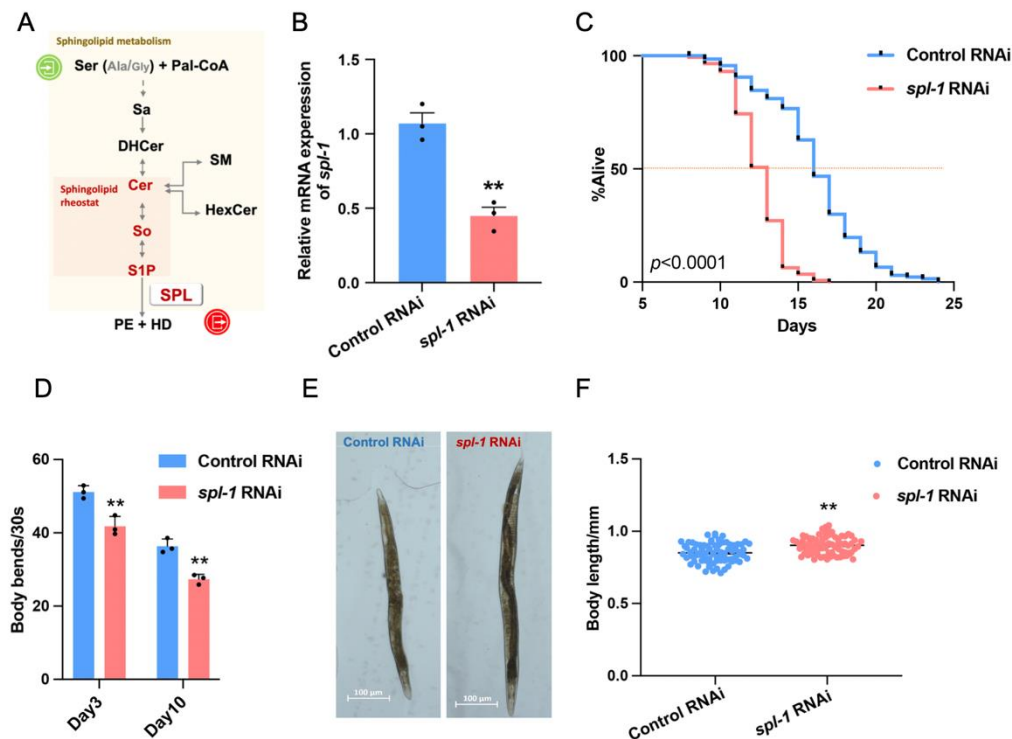 A
Sphingolipid metabolism
Ser (Ala/Gly) + Pal-CoA
Sa
DHCer
SM
Cer
Sphingolipid
rheostat
HexCer
So
S1P
SPL
PE + HD
B
Relative mRNA experession
of spl-1
1.5
1.0
0.5
0.0
**
Control RNAi
spl-1 RNAi
C
%Alive
100
50
0
p<0.0001
5
10
15
20
25
Days
Control RNAi
spl-1 RNAi
D
Body bends/30s
60
40
20
0
Control RNAi
spl-1 RNAi
**
**
Day3
Day10
E
Control RNAi
spl-1 RNAi
100 µm
100 µm
F
Body length/mm
1.5
1.0
0.5
0.0
Control RNAi
spl-1 RNAi
**
Control RNAi
spl-1 RNAi